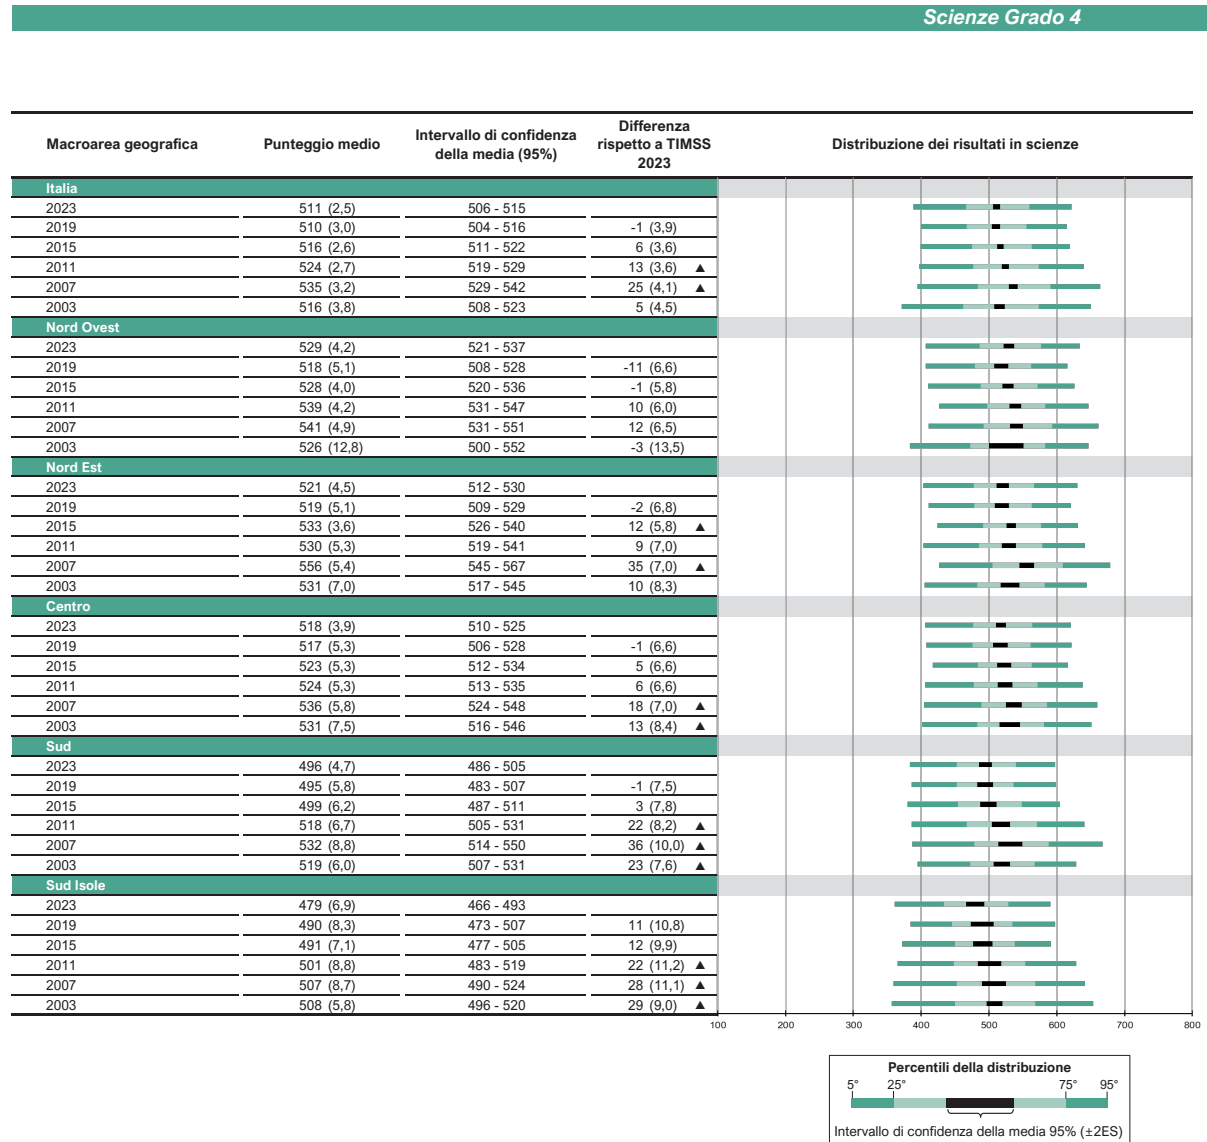 Scienze Grado 4
Macroarea geografica Punteggio medio Intervallo di confidenza della media (95%) Differenza rispetto a TIMSS 2023 Distribuzione dei risultati in scienze
Italia
2023 511 (2,5) 506 - 515
2019 510 (3,0) 504 - 516 -1 (3,9)
2015 516 (2,6) 511 - 522 6 (3,6)
2011 524 (2,7) 519 - 529 13 (3,6) ▲
2007 535 (3,2) 529 - 542 25 (4,1) ▲
2003 516 (3,8) 508 - 523 5 (4,5)
Nord Ovest
2023 529 (4,2) 521 - 537
2019 518 (5,1) 508 - 528 -11 (6,6)
2015 528 (4,0) 520 - 536 -1 (5,8)
2011 539 (4,2) 531 - 547 10 (6,0)
2007 541 (4,9) 531 - 551 12 (6,5)
2003 526 (12,8) 500 - 552 -3 (13,5)
Nord Est
2023 521 (4,5) 512 - 530
2019 519 (5,1) 509 - 529 -2 (6,8)
2015 533 (3,6) 526 - 540 12 (5,8) ▲
2011 530 (5,3) 519 - 541 9 (7,0)
2007 556 (5,4) 545 - 567 35 (7,0) ▲
2003 531 (7,0) 517 - 545 10 (8,3)
Centro
2023 518 (3,9) 510 - 525
2019 517 (5,3) 506 - 528 -1 (6,6)
2015 523 (5,3) 512 - 534 5 (6,6)
2011 524 (5,3) 513 - 535 6 (6,6)
2007 536 (5,8) 524 - 548 18 (7,0) ▲
2003 531 (7,5) 516 - 546 13 (8,4) ▲
Sud
2023 496 (4,7) 486 - 505
2019 495 (5,8) 483 - 507 -1 (7,5)
2015 499 (6,2) 487 - 511 3 (7,8)
2011 518 (6,7) 505 - 531 22 (8,2) ▲
2007 532 (8,8) 514 - 550 36 (10,0) ▲
2003 519 (6,0) 507 - 531 23 (7,6) ▲
Sud Isole
2023 479 (6,9) 466 - 493
2019 490 (8,3) 473 - 507 11 (10,8)
2015 491 (7,1) 477 - 505 12 (9,9)
2011 501 (8,8) 483 - 519 22 (11,2) ▲
2007 507 (8,7) 490 - 524 28 (11,1) ▲
2003 508 (5,8) 496 - 520 29 (9,0) ▲
100 200 300 400 500 600 700 800
Percentili della distribuzione
5° 25° 75° 95°
Intervallo di confidenza della media 95% (±2ES)